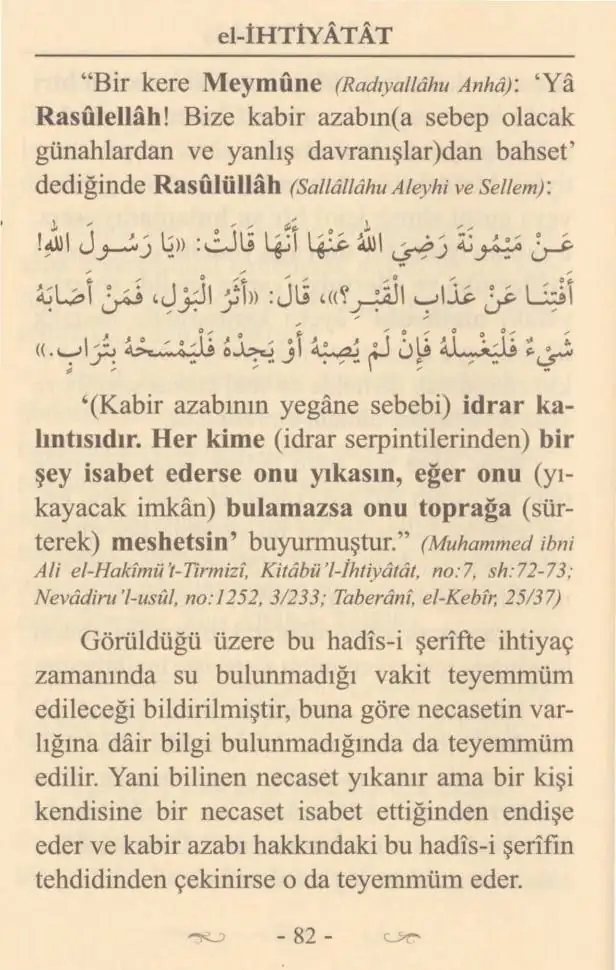 el-İHTİYÂTÂT
“Bir kere Meymûne (Radıyallâhu Anhâ): ‘Yâ
Rasûlellâh! Bize kabir azabın(a sebep olacak
günahlardan ve yanlış davranışlar)dan bahset’
dediğinde Rasûlüllâh (Sallâllâhu Aleyhi ve Sellem):
عَـنْ مَيْمُونَةَ رَضِيَ اللّٰهُ عَنْهَا أَنَّهَا قَالَتْ: «يَا رَسُـولَ اللّٰهِ!
أَفْتِنَـا عَنْ عَذَابِ الْقَبْـرِ؟»، قَالَ: «أَثَرُ الْبَوْلِ، فَمَنْ أَصَابَهُ
شَيْءٌ فَلْيَغْسِلْهُ فَإِنْ لَمْ يُصِبْهُ أَوْ يَجِدْهُ فَلْيَمْسَحْهُ بِتُرَابٍ.»
‘(Kabir azabının yegâne sebebi) idrar ka-
lıntısıdır. Her kime (idrar serpintilerinden) bir
şey isabet ederse onu yıkasın, eğer onu (yı-
kayacak imkân) bulamazsa onu toprağa (sür-
terek) meshetsin’ buyurmuştur.” (Muhammed ibni
Ali el-Hakîmü’t-Tirmizî, Kitâbü’l-İhtiyâtât, no:7, sh:72-73;
Nevâdiru’l-usûl, no:1252, 3/233; Taberânî, el-Kebîr, 25/37)
Görüldüğü üzere bu hadîs-i şerîfte ihtiyaç
zamanında su bulunmadığı vakit teyemmüm
edileceği bildirilmiştir, buna göre necasetin var-
lığına dâir bilgi bulunmadığında da teyemmüm
edilir. Yani bilinen necaset yıkanır ama bir kişi
kendisine bir necaset isabet ettiğinden endişe
eder ve kabir azabı hakkındaki bu hadîs-i şerîfin
tehdidinden çekinirse o da teyemmüm eder.
- 82 -